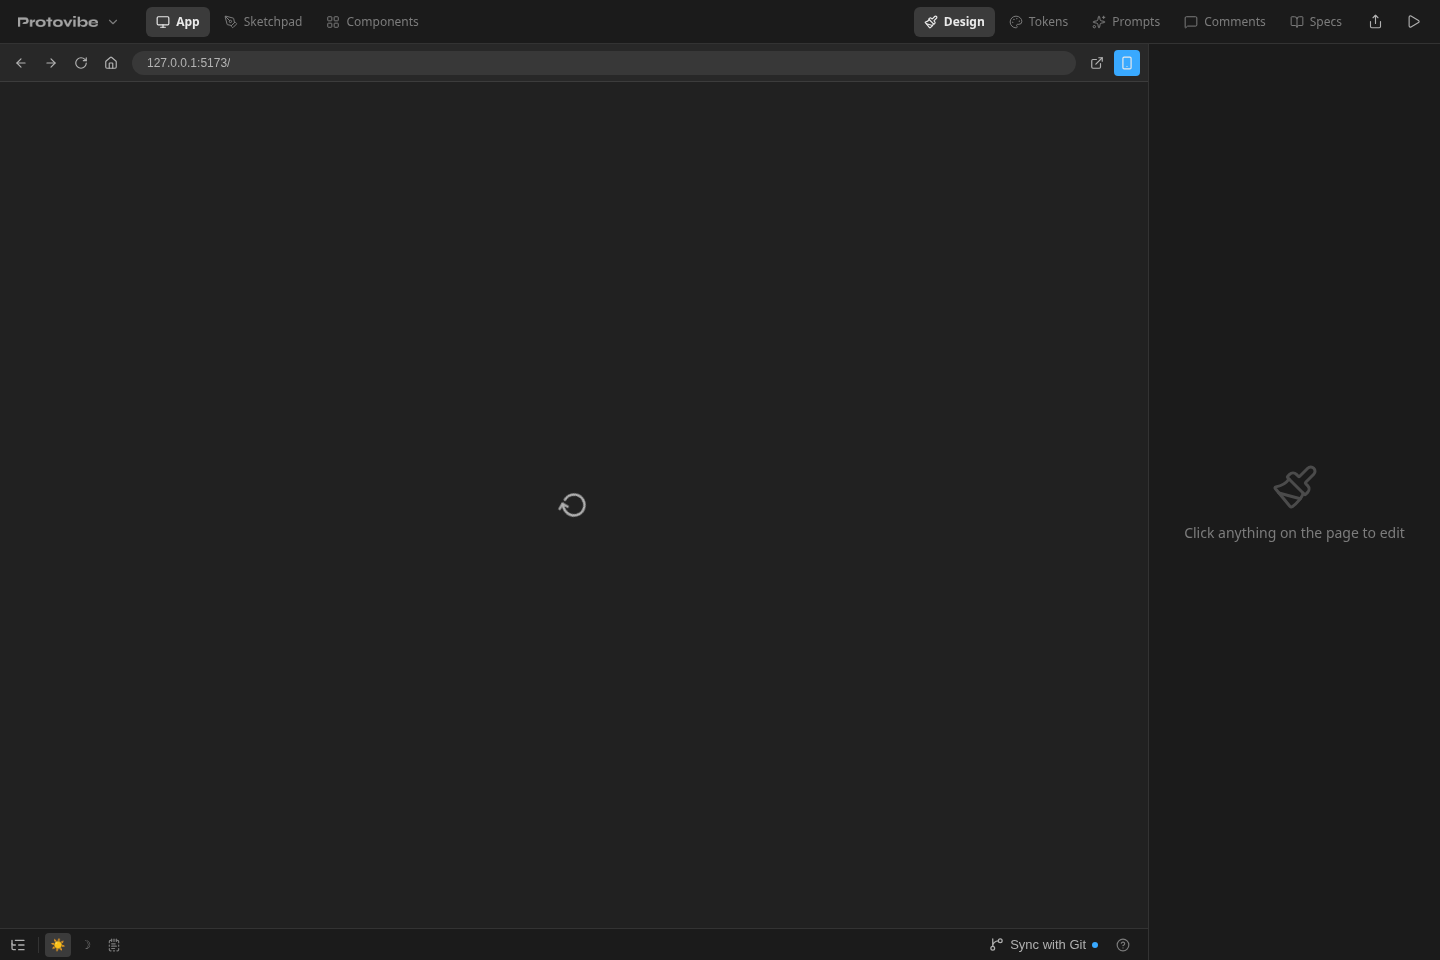 Protovibe
App
Sketchpad
Components
Design
Tokens
Prompts
Comments
Specs
127.0.0.1:5173/
Click anything on the page to edit
Sync with Git